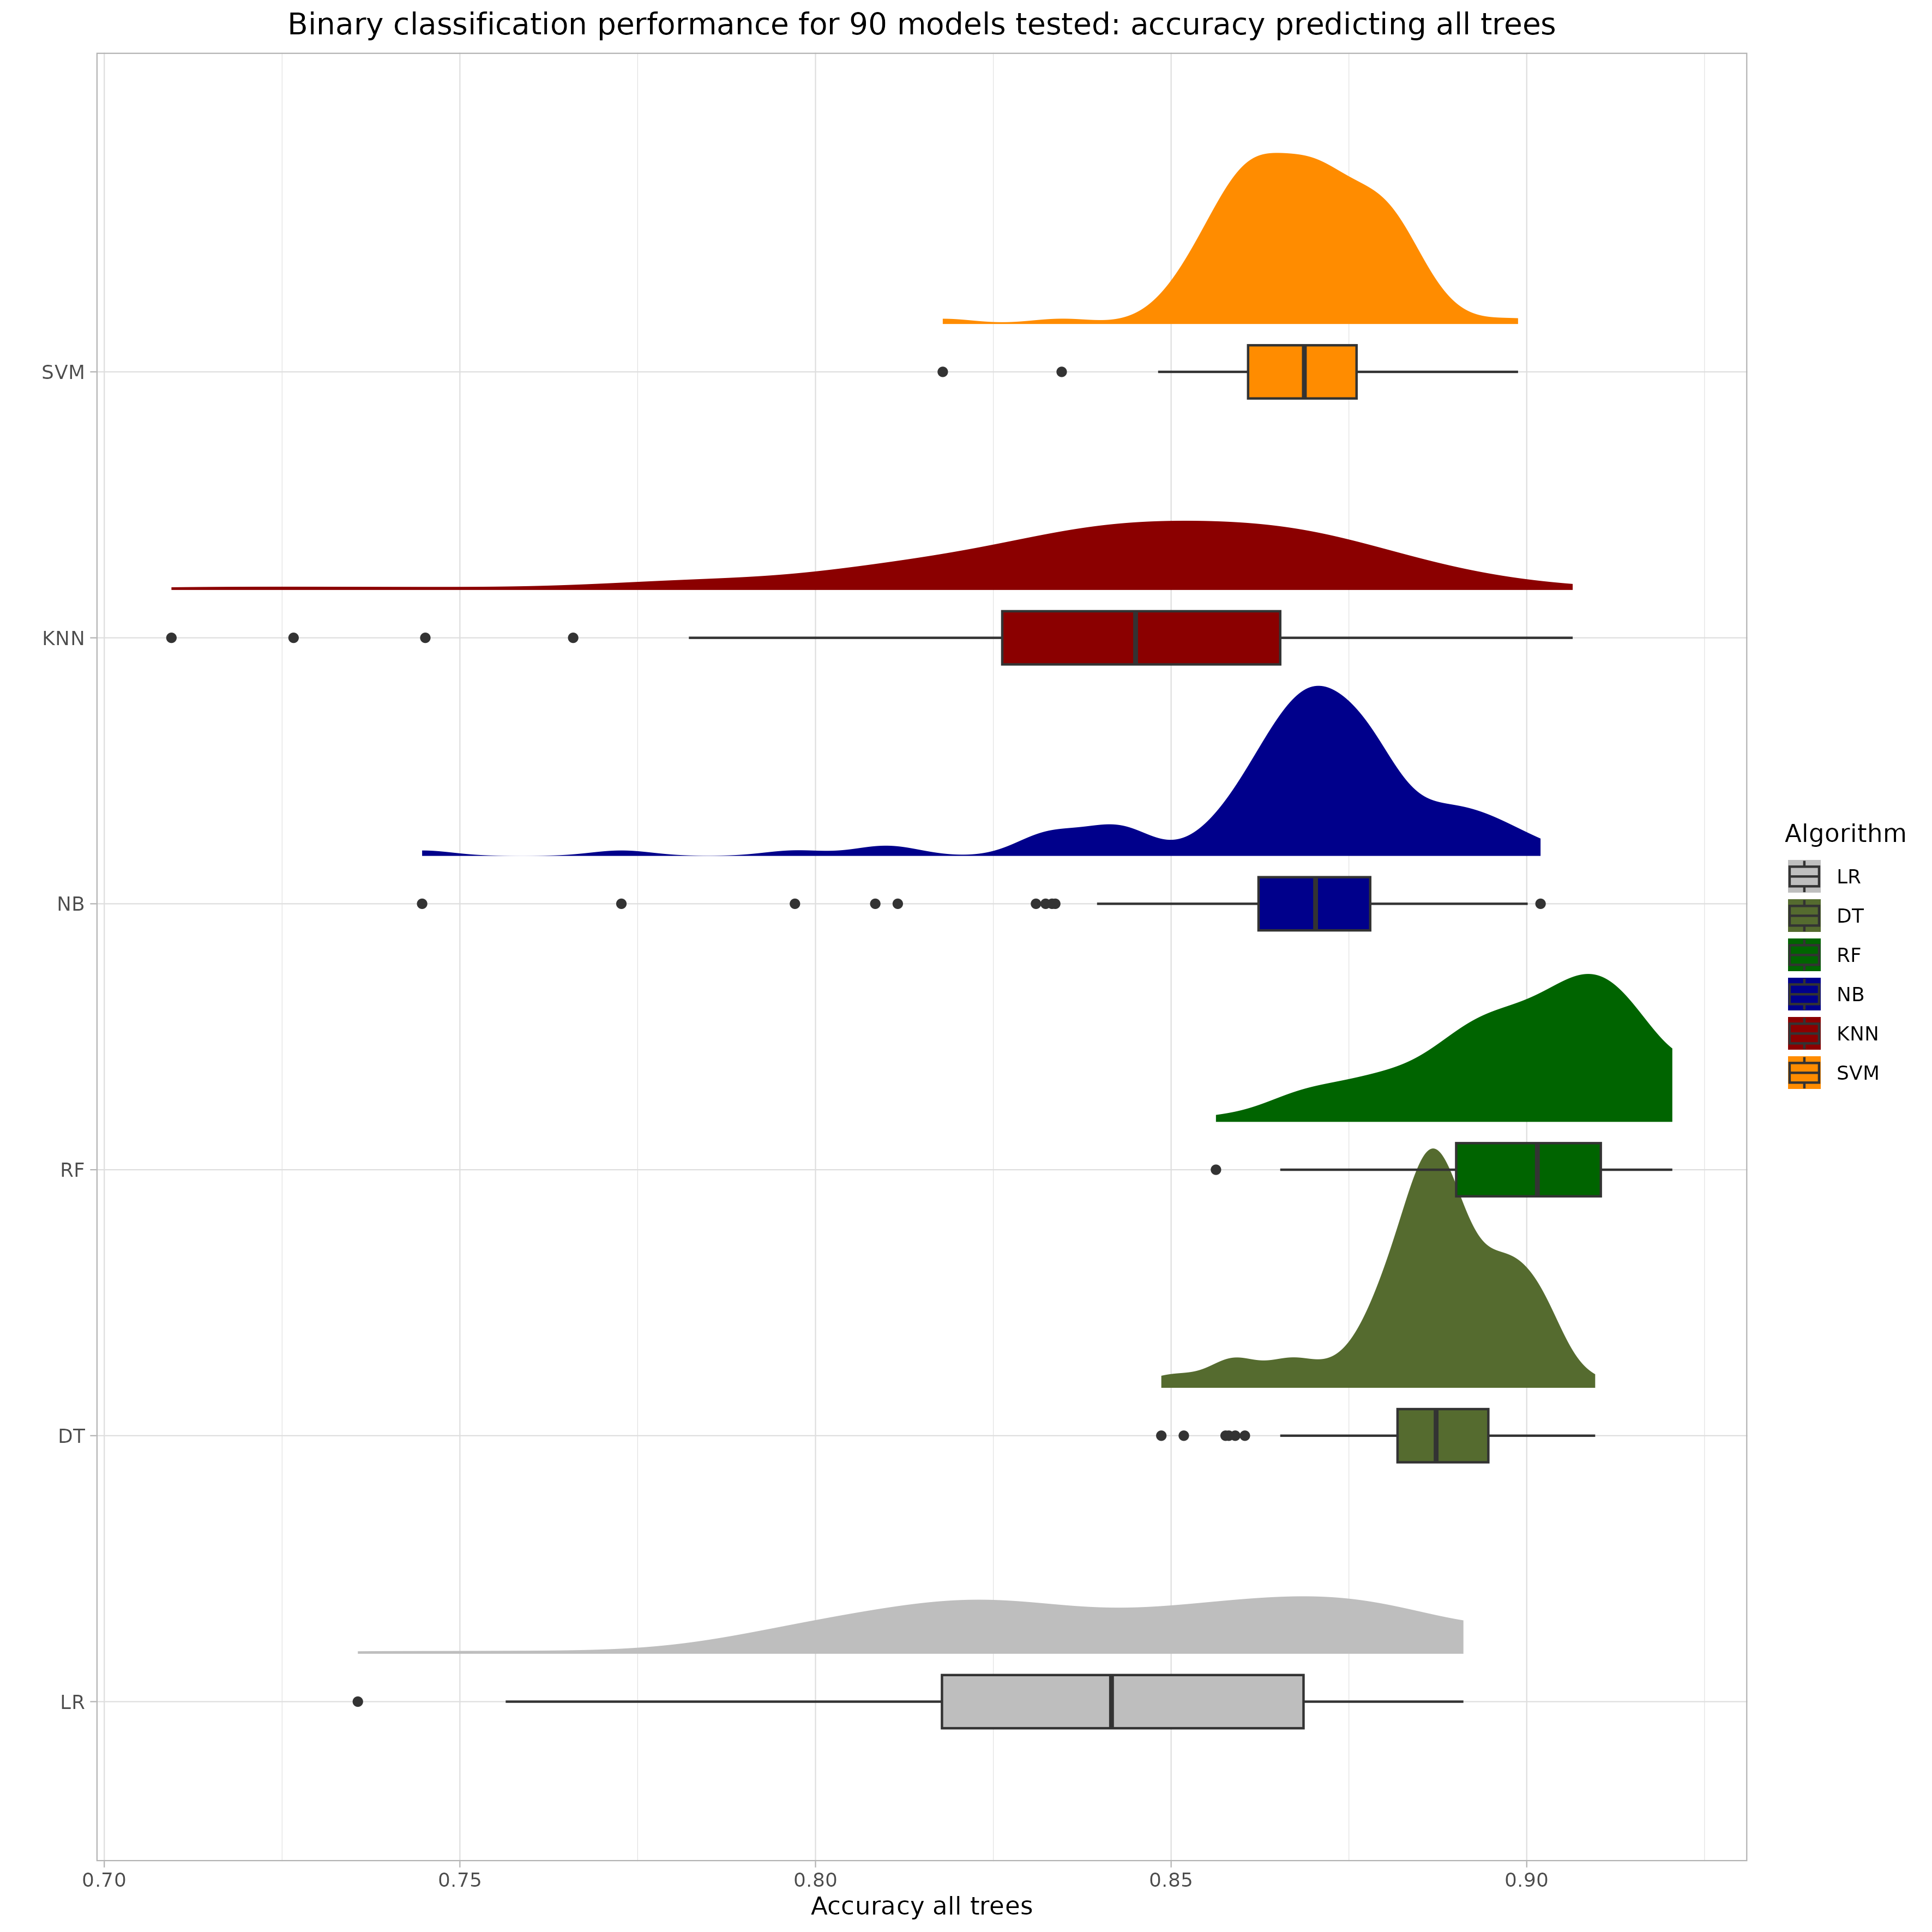 Binary classification performance for 90 models tested: accuracy predicting all trees
SVM
KNN
NB
RF
DT
LR
0.70 0.75 0.80 0.85 0.90
Accuracy all trees
Algorithm
LR
DT
RF
NB
KNN
SVM